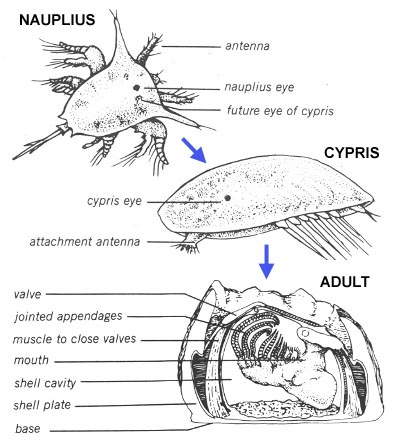 NAUPLIUS
antenna
nauplius eye
future eye of cypris
CYPRIS
cypris eye
attachment antenna
ADULT
valve
jointed appendages
muscle to close valves
mouth
shell cavity
shell plate
base